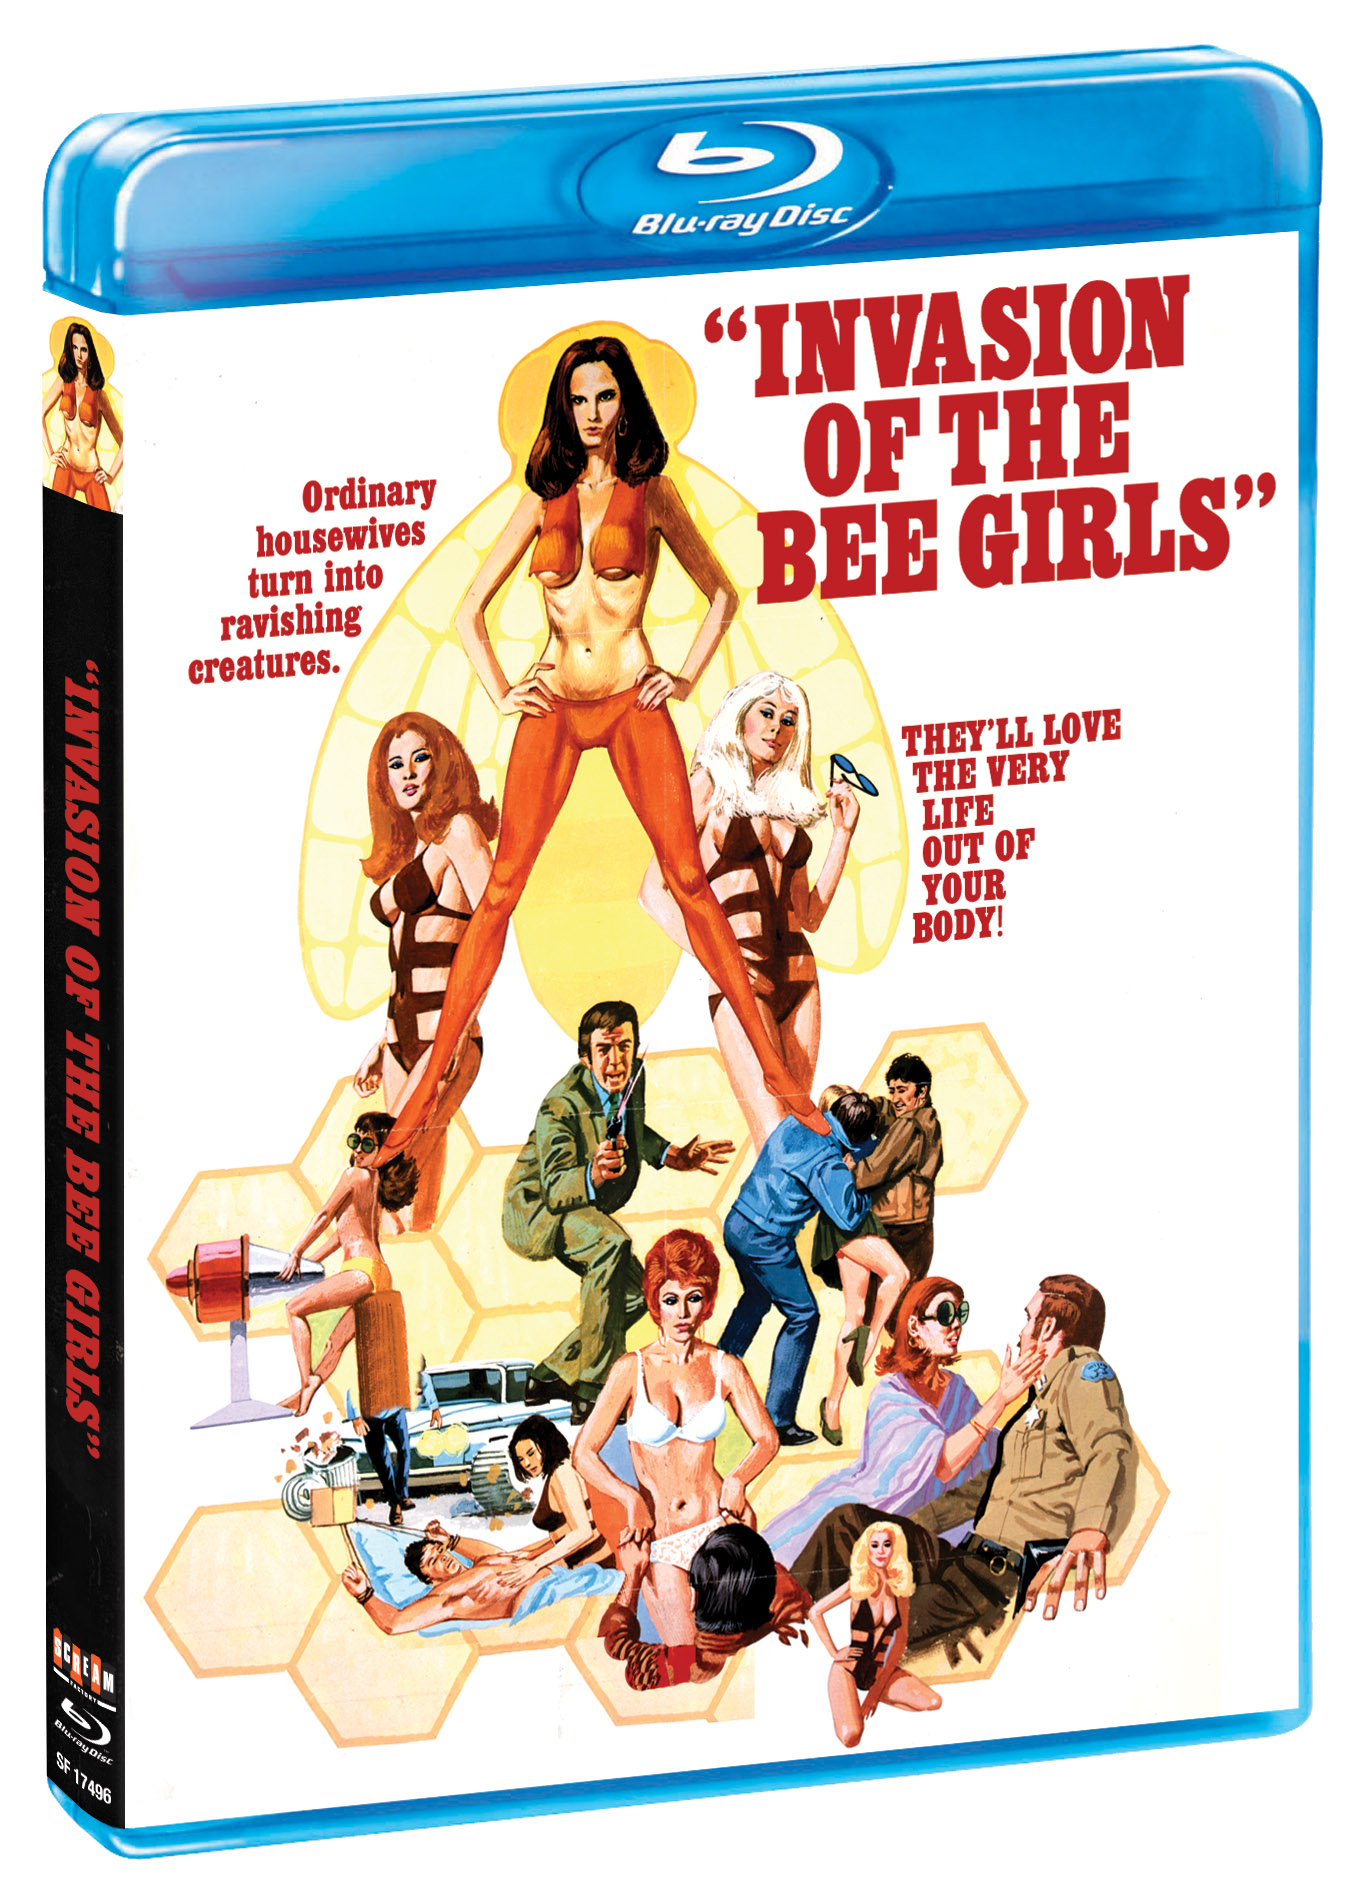 Blu-ray Disc
"INVASION
OF THE
BEE GIRLS"
Ordinary
housewives
turn into
ravishing
creatures.
THEY'LL LOVE
THE VERY
LIFE
OUT OF
YOUR
BODY!
"INVASION OF THE BEE GIRLS"
SCREAM
FACTORY
Blu-ray Disc
SF 17496